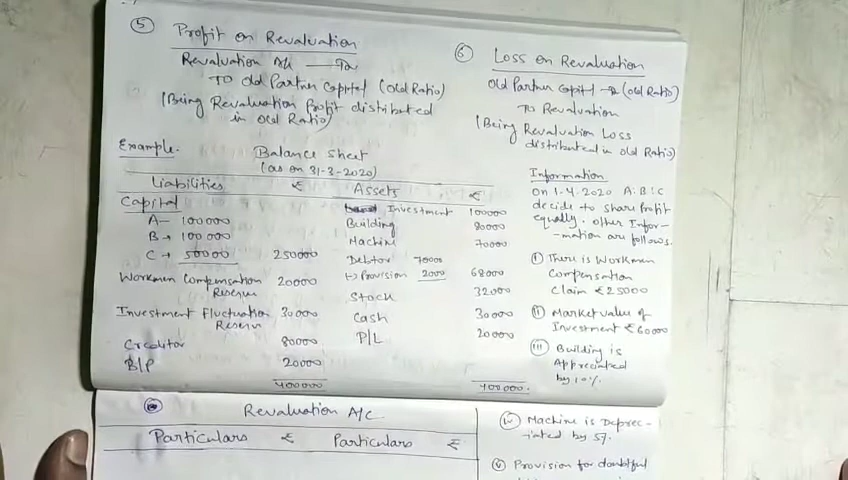 5 Profit on Revaluation
Revaluation A/c — Dr
To old Partner Capital (old Ratio)
(Being Revaluation Profit distributed
in old Ratio)
6 Loss on Revaluation
old Partner Capital Dr (old Ratio)
To Revaluation
(Being Revaluation Loss
distributed in old Ratio)
Example.
Balance sheet
(as on 31-3-2020)
Liabilities ₹ Assets ₹
Capital Investment 100000
A - 100000 Building 80000
B → 100000 Machine 70000
C → 50000 250000 Debtor 70000
(-) Provision 2000 68000
Workmen Compensation 20000
Reserve
Stock 32000
Investment Fluctuation 30000
Reserve
Cash 30000
P/L 20000
Creditor 80000
B/P 20000
400000 400000
Information
On 1-4-2020 A:B:C
decide to share Profit
equally. other Infor-
-mation are follows.
i There is Workmen
Compensation
Claim ₹ 25000
ii Market value of
Investment ₹ 60000
iii Building is
Appreciated
by 10%.
Revaluation A/C
Particulars ₹ Particulars ₹
iv Machine is Deprec-
-iated by 5%.
v Provision for doubtful